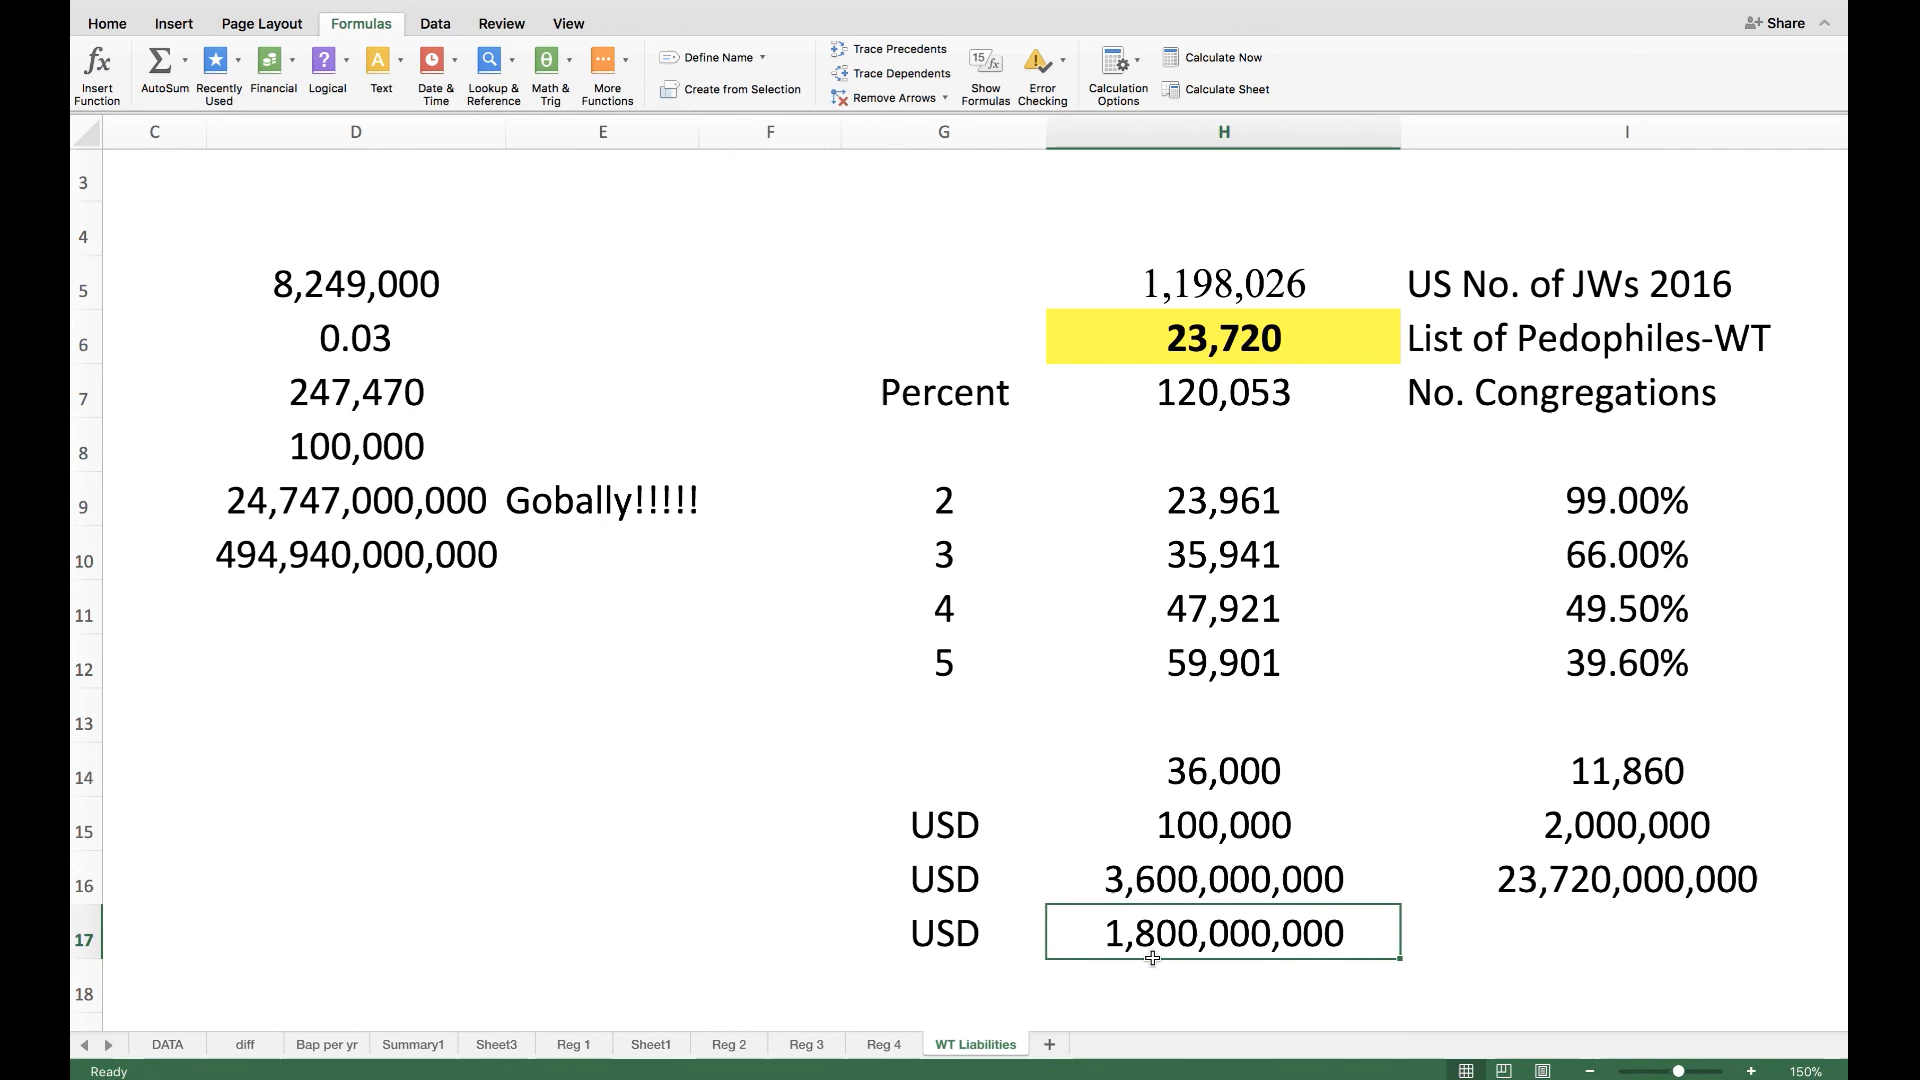 Home Insert Page Layout Formulas Data Review View Share
fx Σ ? A θ 15 fx
Insert Function AutoSum Recently Used Financial Logical Text Date & Time Lookup & Reference Math & Trig More Functions
Define Name
Create from Selection
Trace Precedents
Trace Dependents
Remove Arrows
Show Formulas Error Checking Calculation Options
Calculate Now
Calculate Sheet
C D E F G H I
3
4
5 8,249,000 1,198,026 US No. of JWs 2016
6 0.03 23,720 List of Pedophiles-WT
7 247,470 Percent 120,053 No. Congregations
8 100,000
9 24,747,000,000 Gobally!!!!! 2 23,961 99.00%
10 494,940,000,000 3 35,941 66.00%
11 4 47,921 49.50%
12 5 59,901 39.60%
13
14 36,000 11,860
15 USD 100,000 2,000,000
16 USD 3,600,000,000 23,720,000,000
17 USD 1,800,000,000
18
DATA diff Bap per yr Summary1 Sheet3 Reg 1 Sheet1 Reg 2 Reg 3 Reg 4 WT Liabilities +
Ready − + 150%